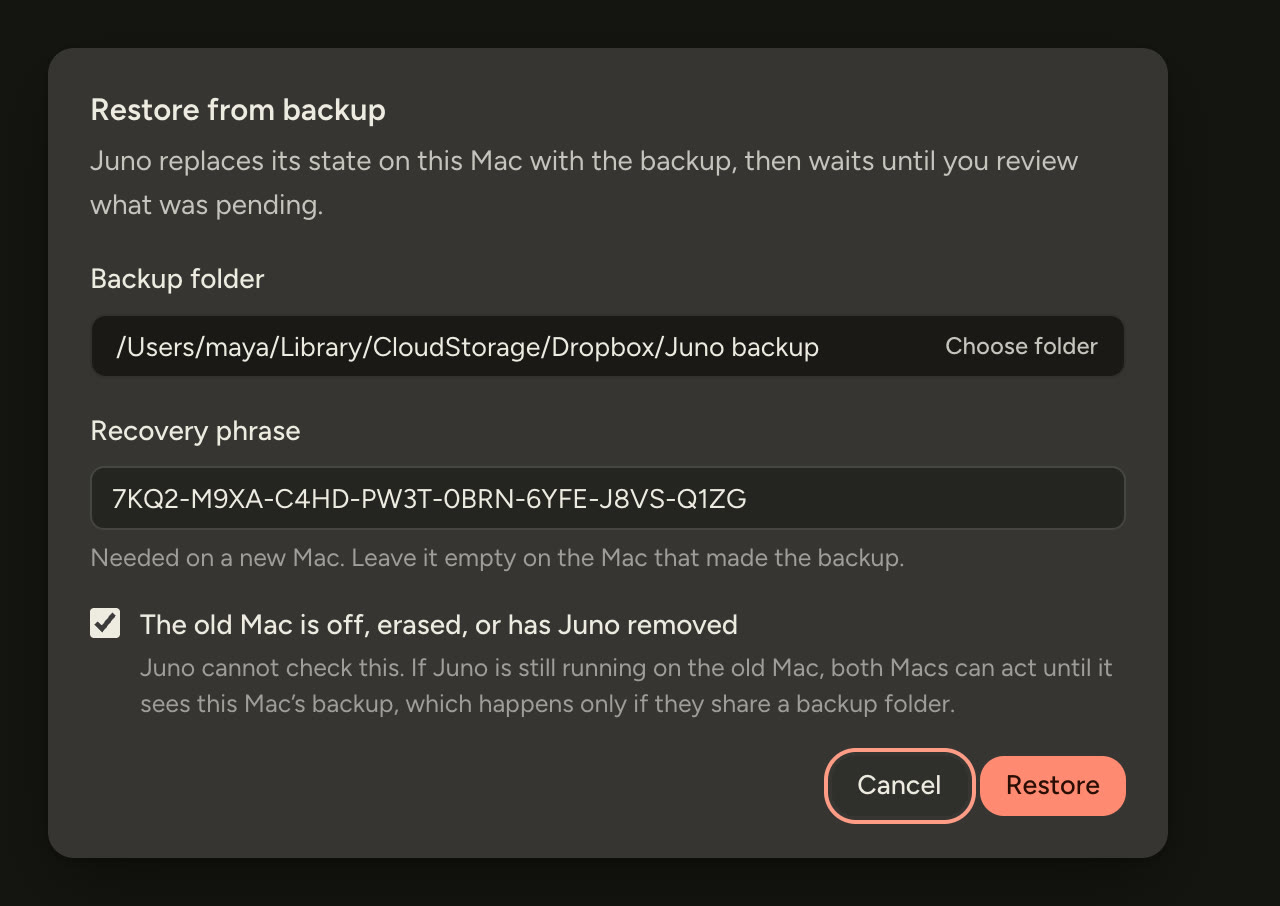 Restore from backup
Juno replaces its state on this Mac with the backup, then waits until you review
what was pending.
Backup folder
/Users/maya/Library/CloudStorage/Dropbox/Juno backup
Choose folder
Recovery phrase
7KQ2-M9XA-C4HD-PW3T-0BRN-6YFE-J8VS-Q1ZG
Needed on a new Mac. Leave it empty on the Mac that made the backup.
The old Mac is off, erased, or has Juno removed
Juno cannot check this. If Juno is still running on the old Mac, both Macs can act until it
sees this Mac’s backup, which happens only if they share a backup folder.
Cancel
Restore